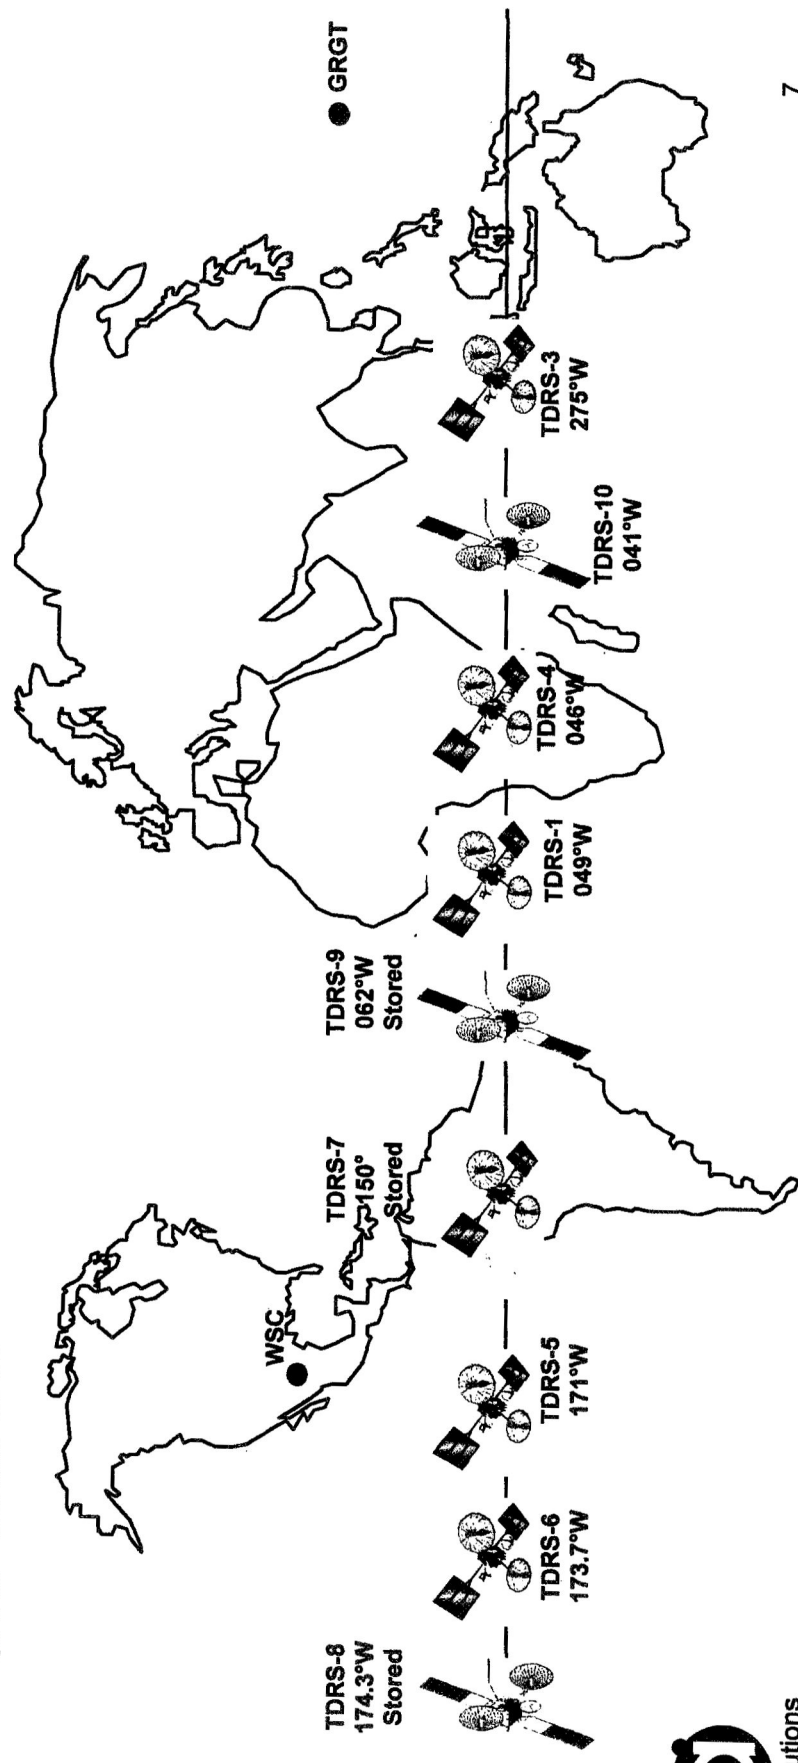 TDRS-8
174.3°W
Stored
TDRS-6
173.7°W
TDRS-5
171°W
WSC
TDRS-7
150°
Stored
TDRS-9
062°W
Stored
TDRS-1
049°W
TDRS-4
046°W
TDRS-10
041°W
TDRS-3
275°W
GRGT
utions
7